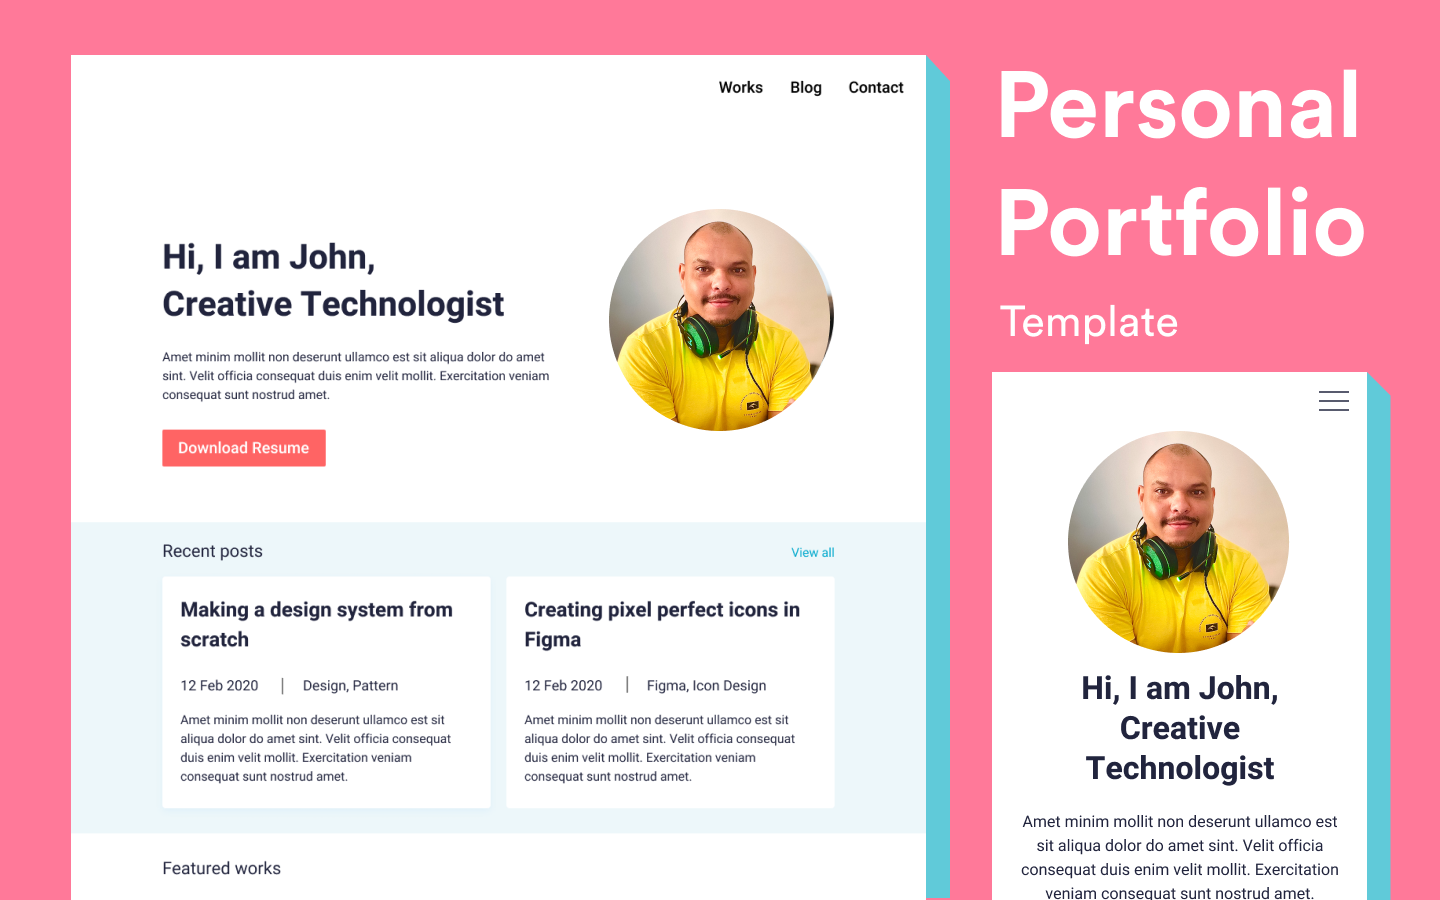 Works Blog Contact
Hi, I am John,
Creative Technologist
Amet minim mollit non deserunt ullamco est sit aliqua dolor do amet
sint. Velit officia consequat duis enim velit mollit. Exercitation veniam
consequat sunt nostrud amet.
Download Resume
Recent posts
View all
Making a design system from
scratch
12 Feb 2020 | Design, Pattern
Amet minim mollit non deserunt ullamco est sit
aliqua dolor do amet sint. Velit officia consequat
duis enim velit mollit. Exercitation veniam
consequat sunt nostrud amet.
Creating pixel perfect icons in
Figma
12 Feb 2020 | Figma, Icon Design
Amet minim mollit non deserunt ullamco est sit
aliqua dolor do amet sint. Velit officia consequat
duis enim velit mollit. Exercitation veniam
consequat sunt nostrud amet.
Featured works
Personal
Portfolio
Template
Hi, I am John,
Creative
Technologist
Amet minim mollit non deserunt ullamco est
sit aliqua dolor do amet sint. Velit officia
consequat duis enim velit mollit. Exercitation
veniam consequat sunt nostrud amet.